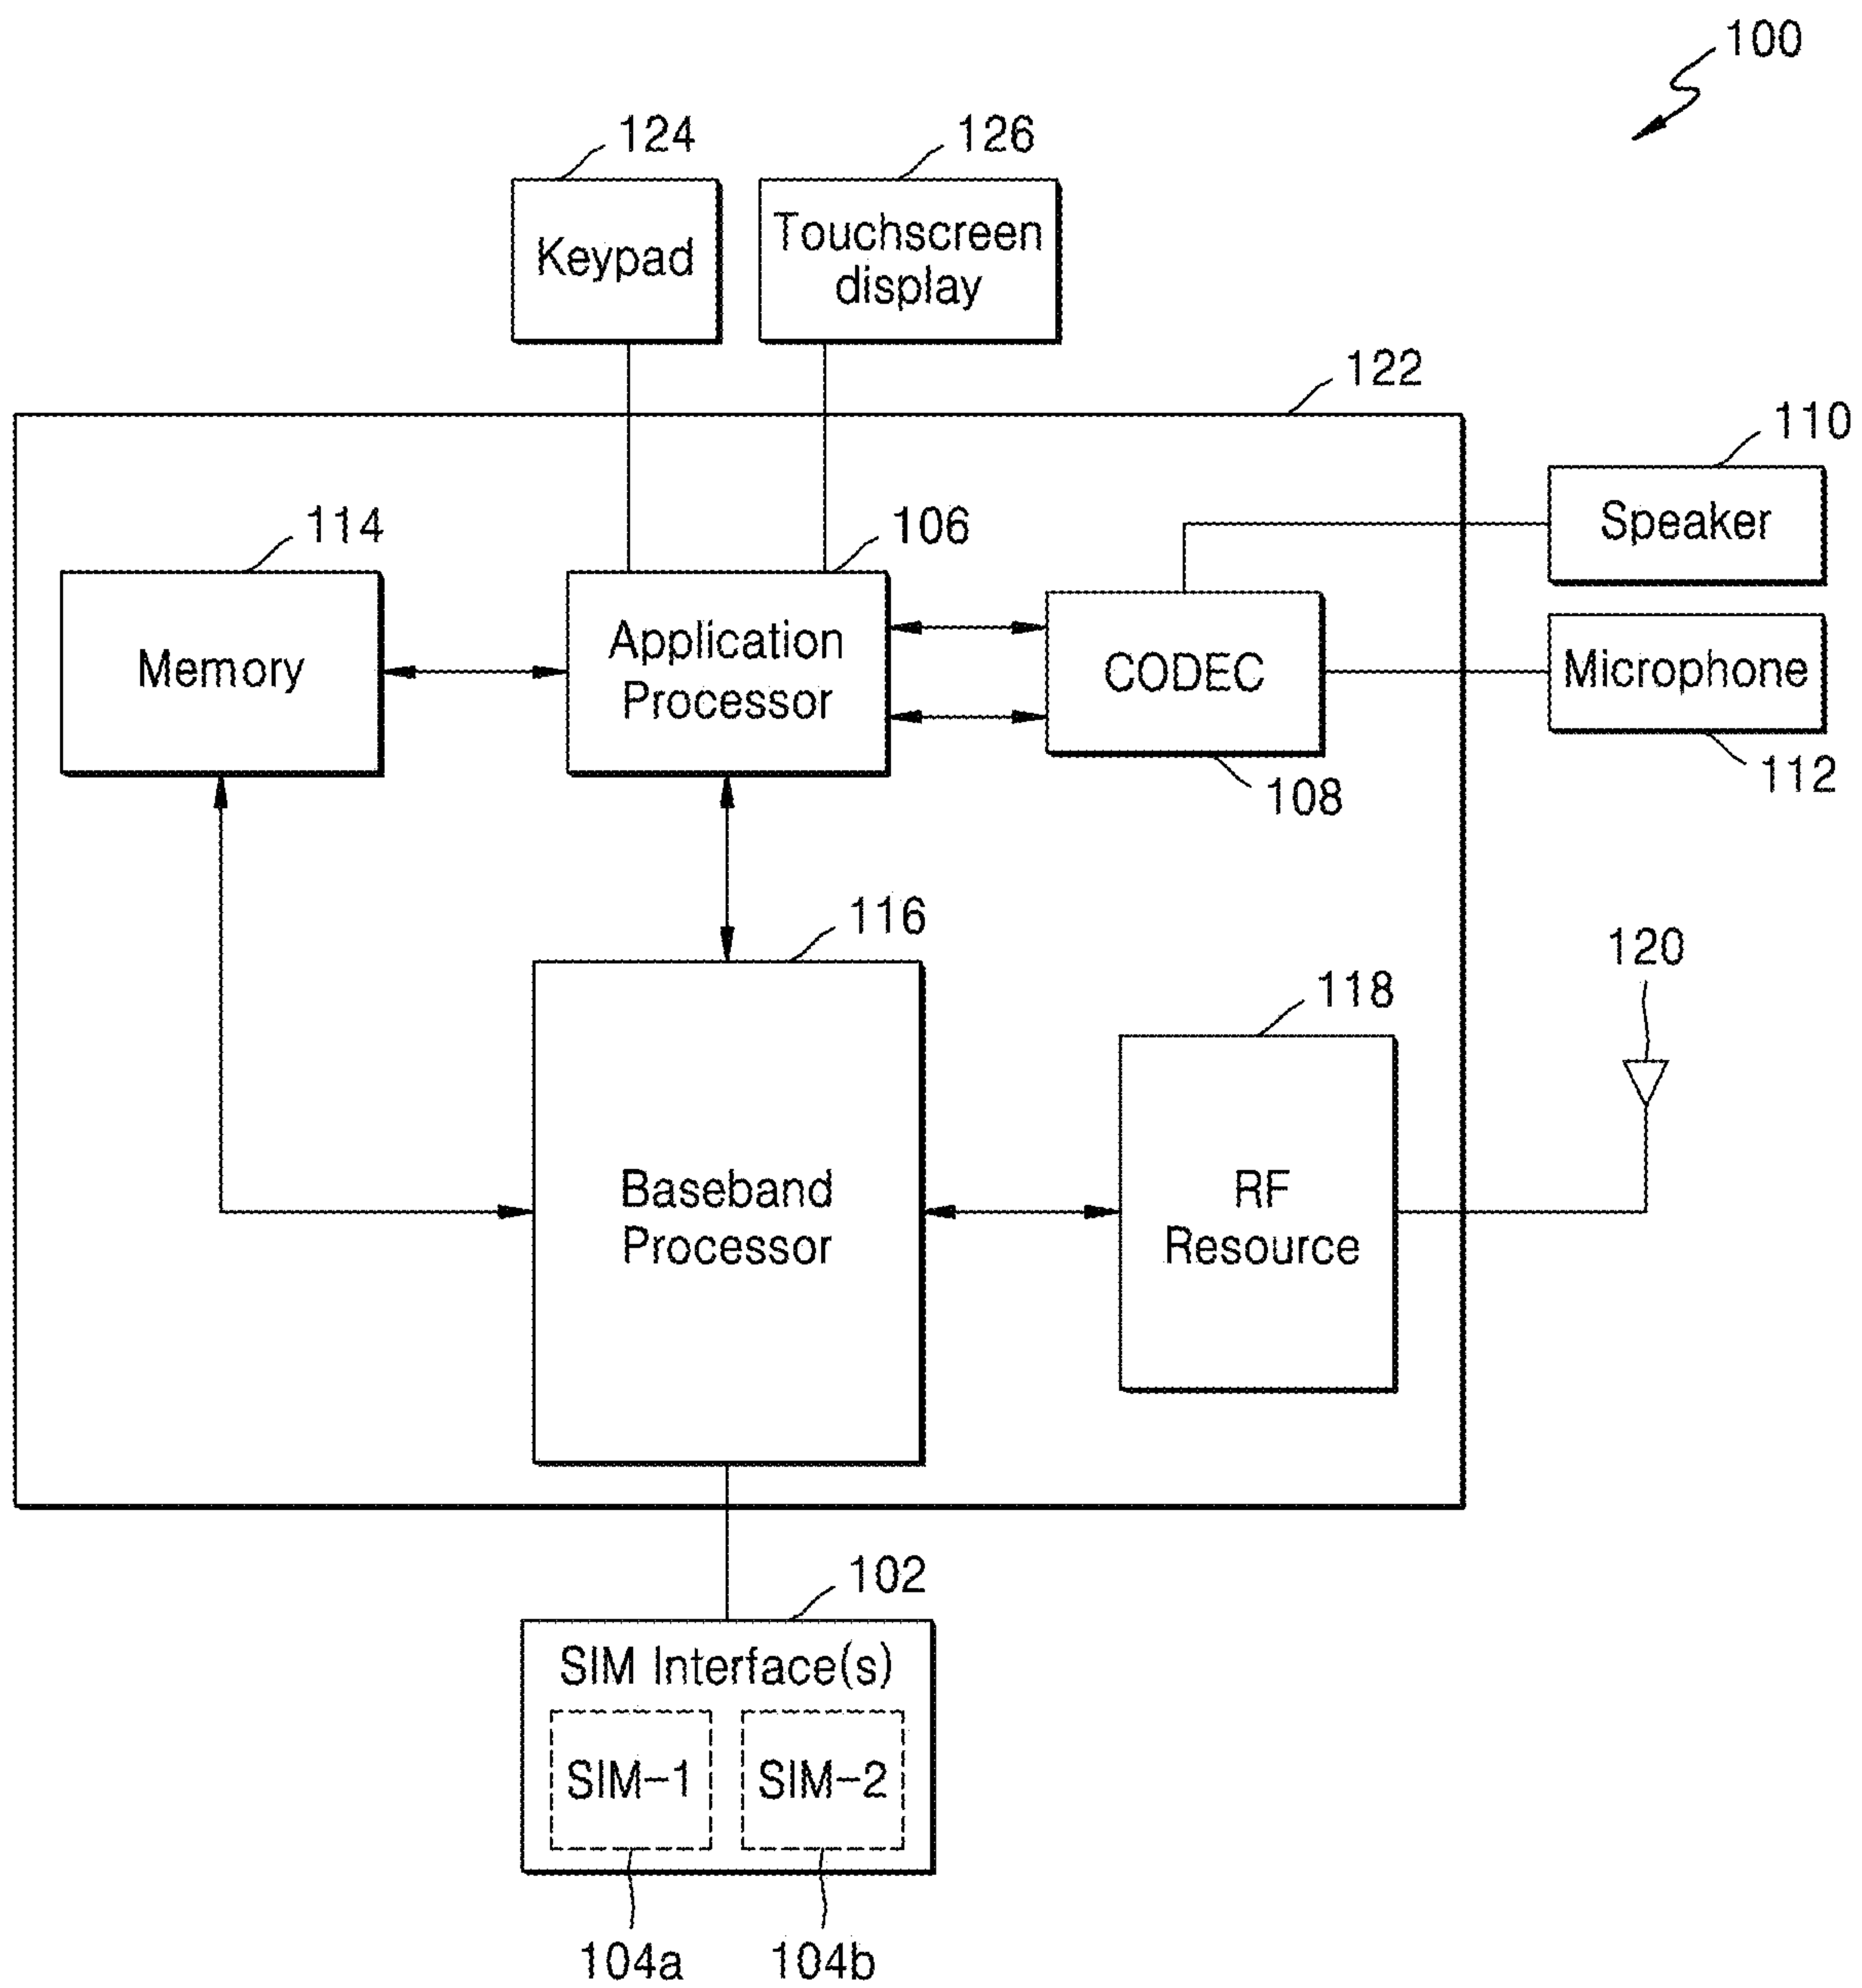 100
124
126
Keypad
Touchscreen
display
122
110
Speaker
114
106
Memory
Application
Processor
CODEC
Microphone
108
112
116
118
120
Baseband
Processor
RF
Resource
102
SIM Interface(s)
SIM-1
SIM-2
104a
104b